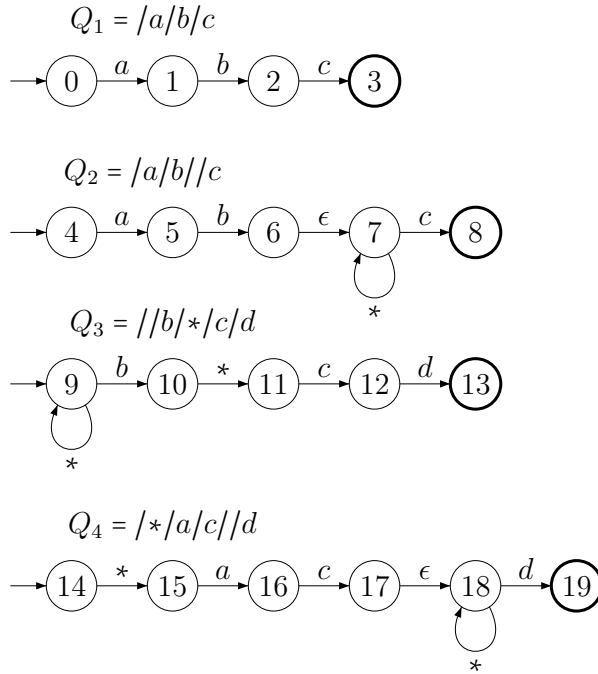 Q₁ = /a/b/c
0 a 1 b 2 c 3
Q₂ = /a/b//c
4 a 5 b 6 ϵ 7 c 8
*
Q₃ = //b/*/c/d
9 b 10 * 11 c 12 d 13
*
Q₄ = /*/a/c//d
14 * 15 a 16 c 17 ϵ 18 d 19
*